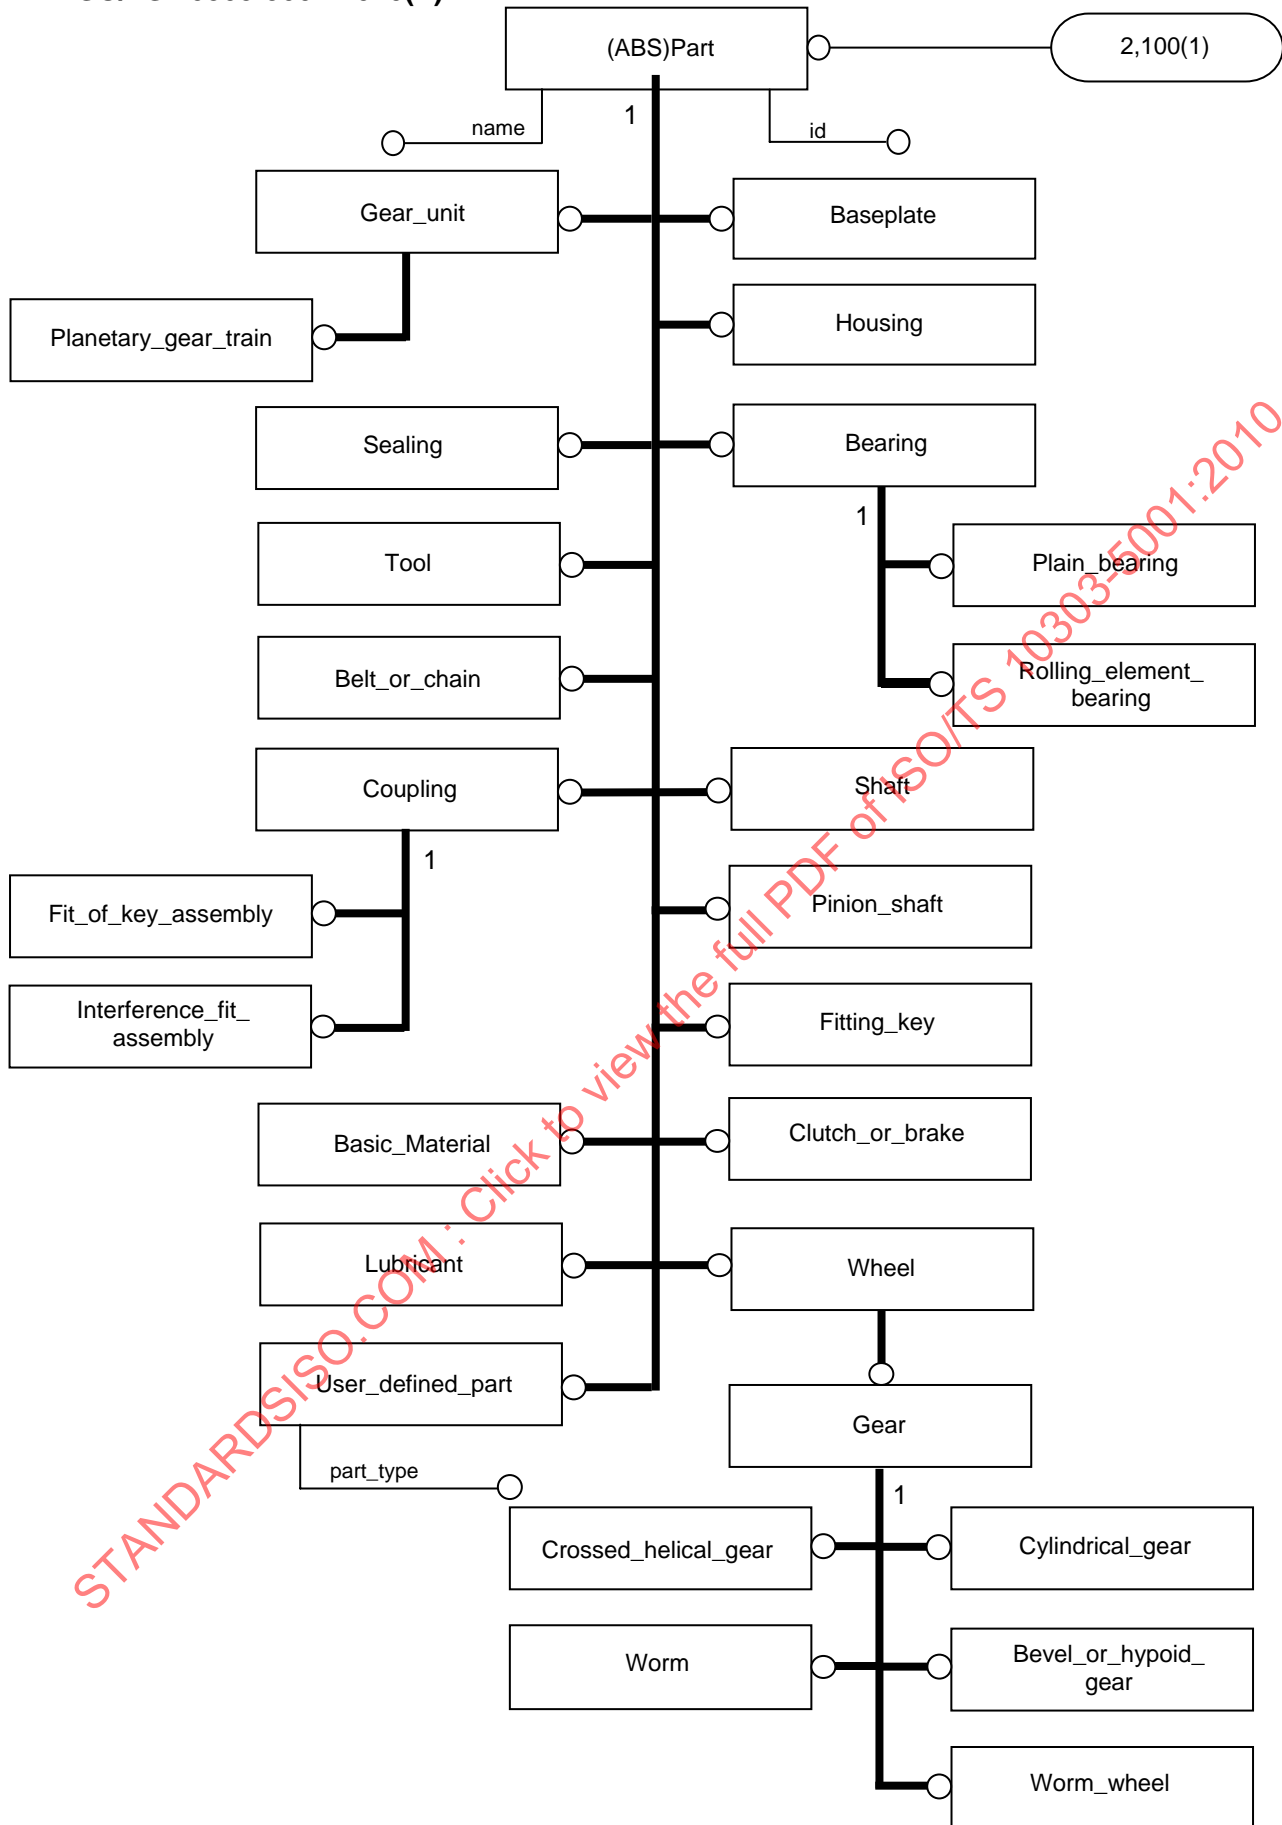 (ABS)Part
2,100(1)
1
name
id
Gear_unit
Baseplate
Planetary_gear_train
Housing
Sealing
Bearing
1
Tool
Plain_bearing
Belt_or_chain
Rolling_element_
bearing
Coupling
Shaft
1
Fit_of_key_assembly
Pinion_shaft
Interference_fit_
assembly
Fitting_key
Basic_Material
Clutch_or_brake
Lubricant
Wheel
User_defined_part
Gear
part_type
1
Crossed_helical_gear
Cylindrical_gear
Worm
Bevel_or_hypoid_
gear
Worm_wheel
STANDARDSISO.COM : Click to view the full PDF of ISO/TS 10303-5001:2010